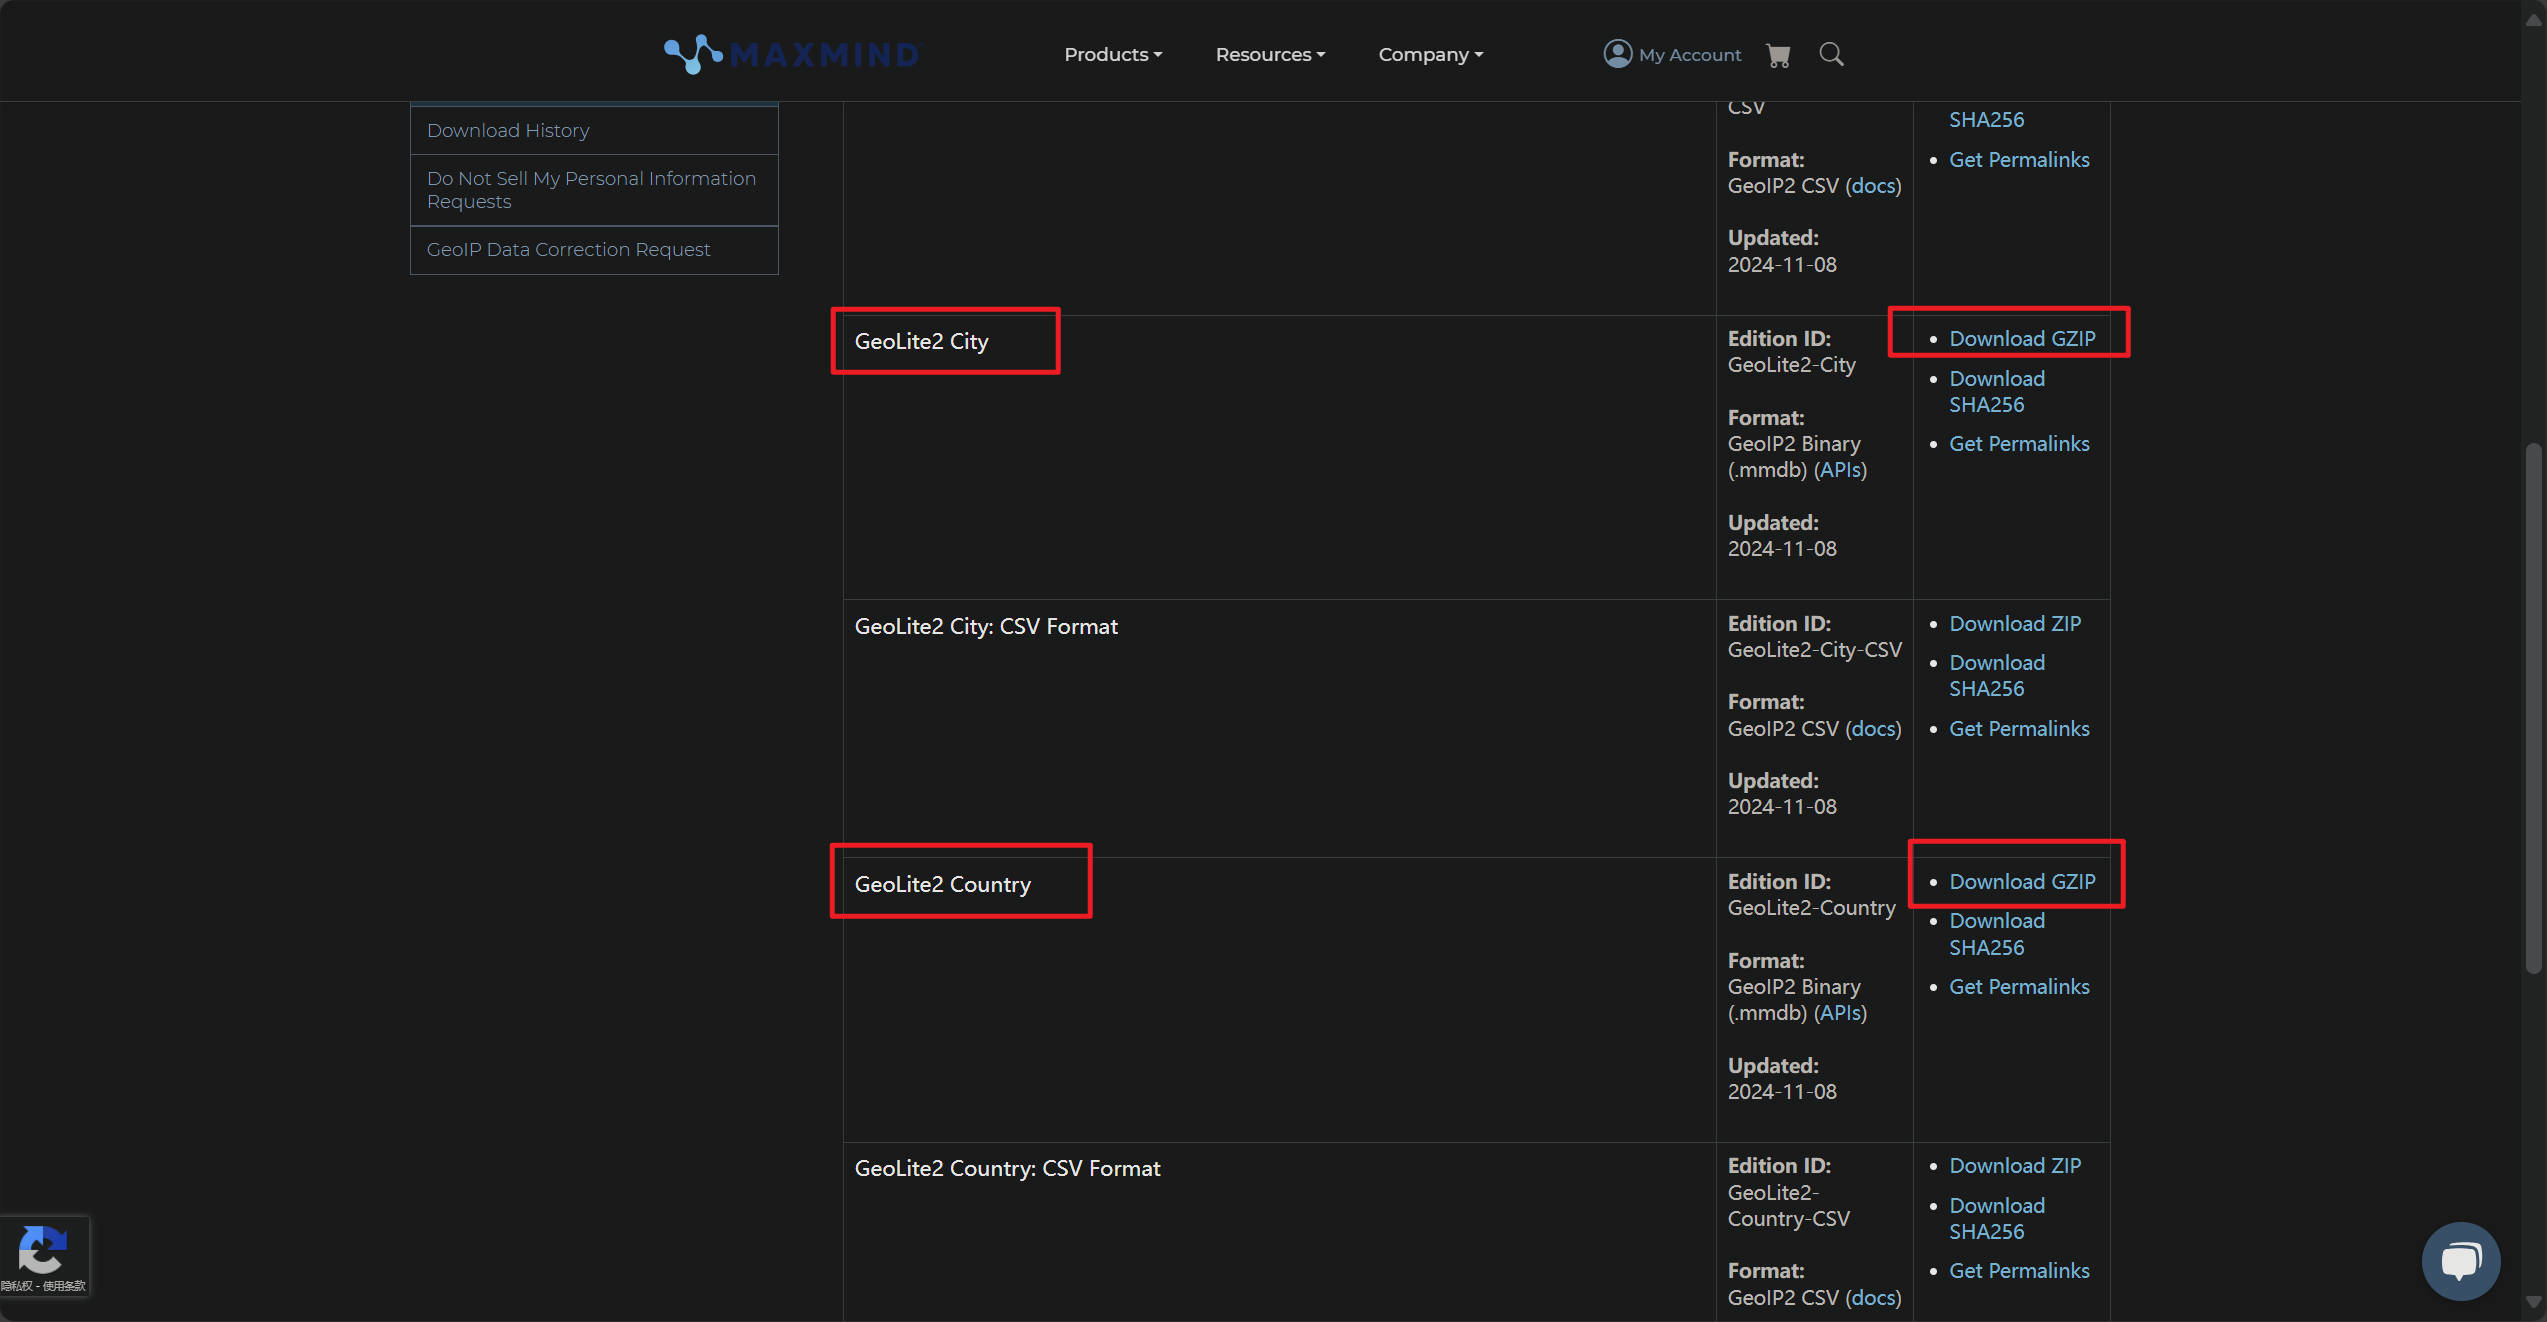 MAXMIND
Products
Resources
Company
My Account
Download History
Do Not Sell My Personal Information
Requests
GeoIP Data Correction Request
CSV
Format:
GeoIP2 CSV (docs)
Updated:
2024-11-08
SHA256
Get Permalinks
GeoLite2 City
Edition ID:
GeoLite2-City
Format:
GeoIP2 Binary
(.mmdb) (APIs)
Updated:
2024-11-08
Download GZIP
Download
SHA256
Get Permalinks
GeoLite2 City: CSV Format
Edition ID:
GeoLite2-City-CSV
Format:
GeoIP2 CSV (docs)
Updated:
2024-11-08
Download ZIP
Download
SHA256
Get Permalinks
GeoLite2 Country
Edition ID:
GeoLite2-Country
Format:
GeoIP2 Binary
(.mmdb) (APIs)
Updated:
2024-11-08
Download GZIP
Download
SHA256
Get Permalinks
GeoLite2 Country: CSV Format
Edition ID:
GeoLite2-
Country-CSV
Format:
GeoIP2 CSV (docs)
Download ZIP
Download
SHA256
Get Permalinks
隐私权 - 使用条款